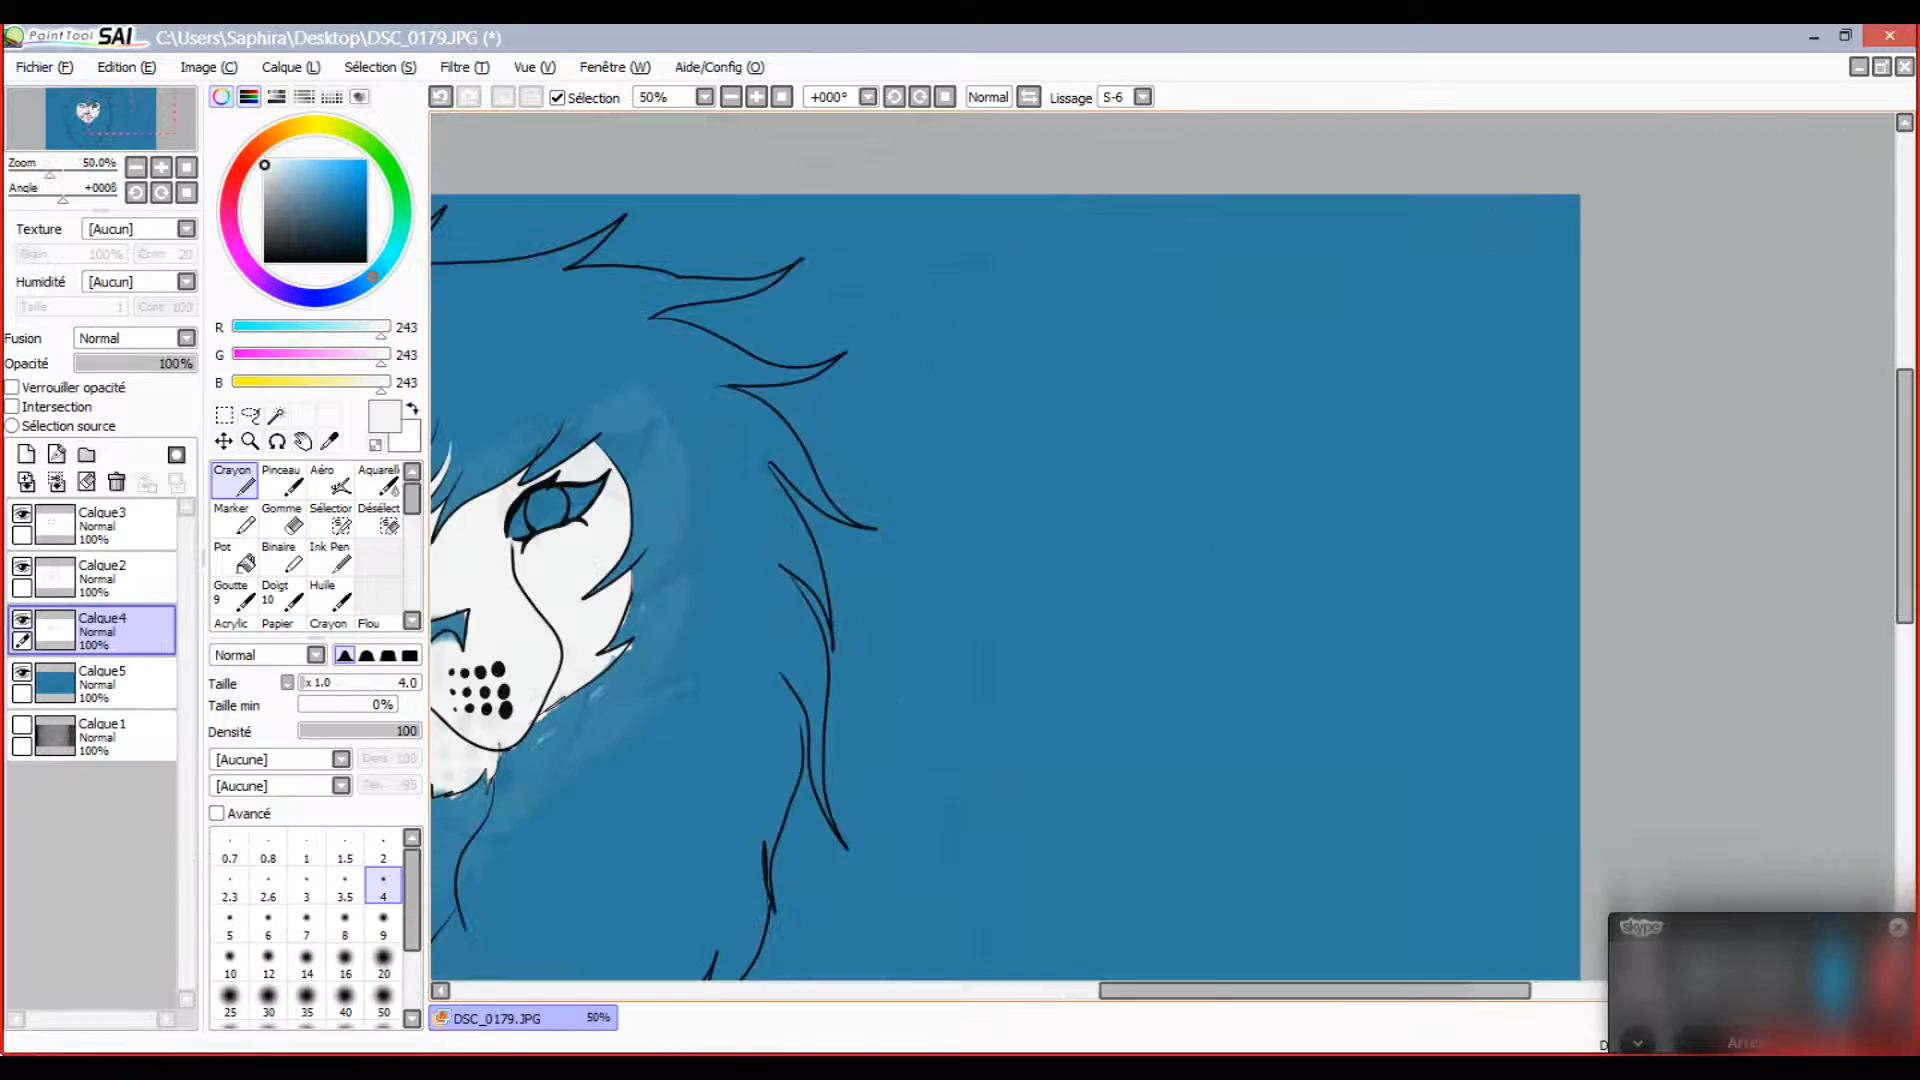 PaintTool SAI C:\Users\Saphira\Desktop\DSC_0179.JPG (*)
Fichier (F) Edition (E) Image (C) Calque (L) Sélection (S) Filtre (T) Vue (V) Fenêtre (W) Aide/Config (O)
Sélection 50% +000° Normal Lissage S-6
Zoom 50.0%
Angle +000ß
Texture [Aucun]
Grain 100% 20
Humidité [Aucun]
Taille 1 100
Fusion Normal
Opacité 100%
Verrouiller opacité
Intersection
Sélection source
Calque3
Normal
100%
Calque2
Normal
100%
Calque4
Normal
100%
Calque5
Normal
100%
Calque1
Normal
100%
R 243
G 243
B 243
Crayon Pinceau Aéro Aquarell
Marker Gomme Sélection Désélect
Pot Binaire Ink Pen
Goutte Doigt Huile
9 10
Acrylic Papier Crayon Flou
Normal
Taille x 1.0 4.0
Taille min 0%
Densité 100
[Aucune] Dens 100
[Aucune] 95
Avancé
0.7 0.8 1 1.5 2
2.3 2.6 3 3.5 4
5 6 7 8 9
10 12 14 16 20
25 30 35 40 50
DSC_0179.JPG 50%
skype